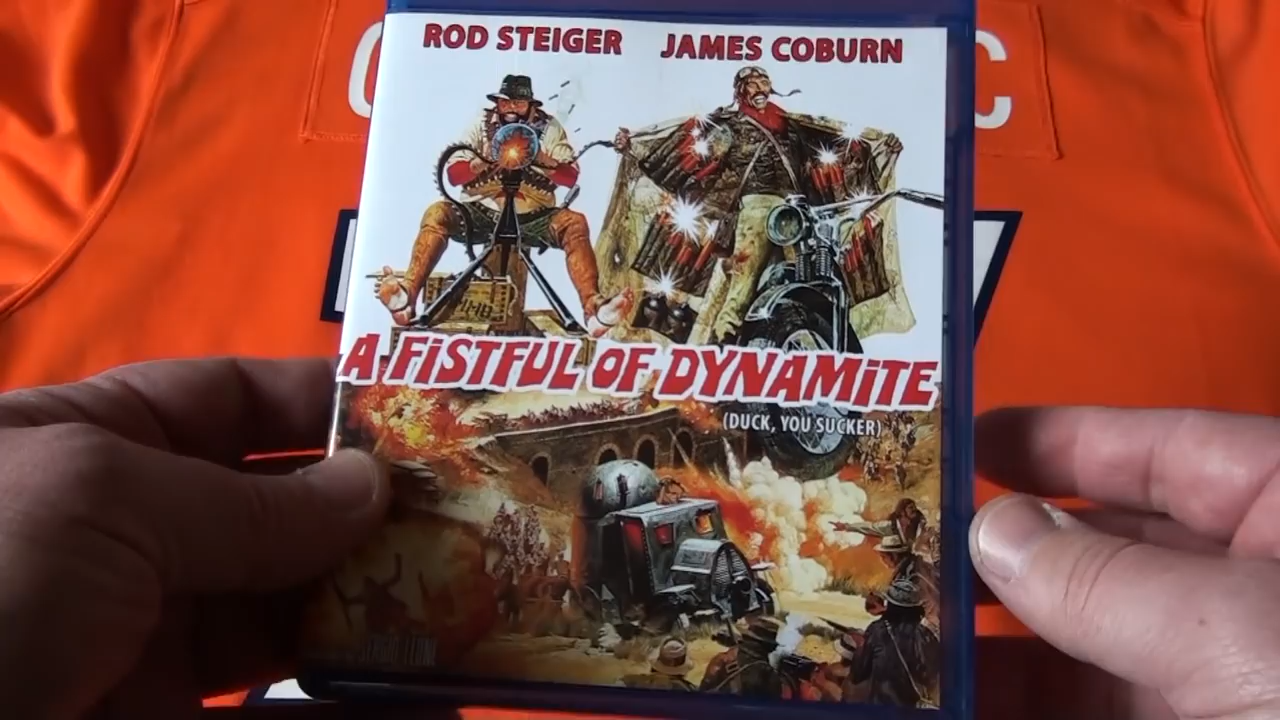 ROD STEIGER JAMES COBURN
A FiSTFUL OF DYNAMiTE
(DUCK, YOU SUCKER)
C